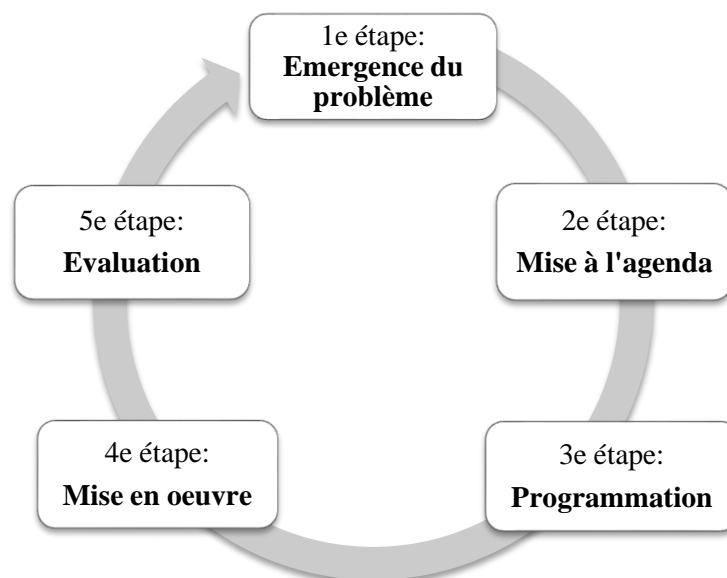 1e étape:
Emergence du
problème
2e étape:
Mise à l'agenda
3e étape:
Programmation
4e étape:
Mise en oeuvre
5e étape:
Evaluation